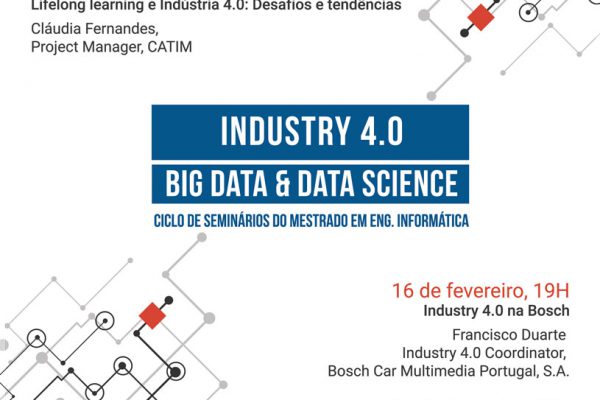 Lifelong learning e Indústria 4.0: Desafios e tendências
Cláudia Fernandes,
Project Manager, CATIM
INDUSTRY 4.0
BIG DATA & DATA SCIENCE
CICLO DE SEMINÁRIOS DO MESTRADO EM ENG. INFORMÁTICA
16 de fevereiro, 19H
Industry 4.0 na Bosch
Francisco Duarte
Industry 4.0 Coordinator,
Bosch Car Multimedia Portugal, S.A.